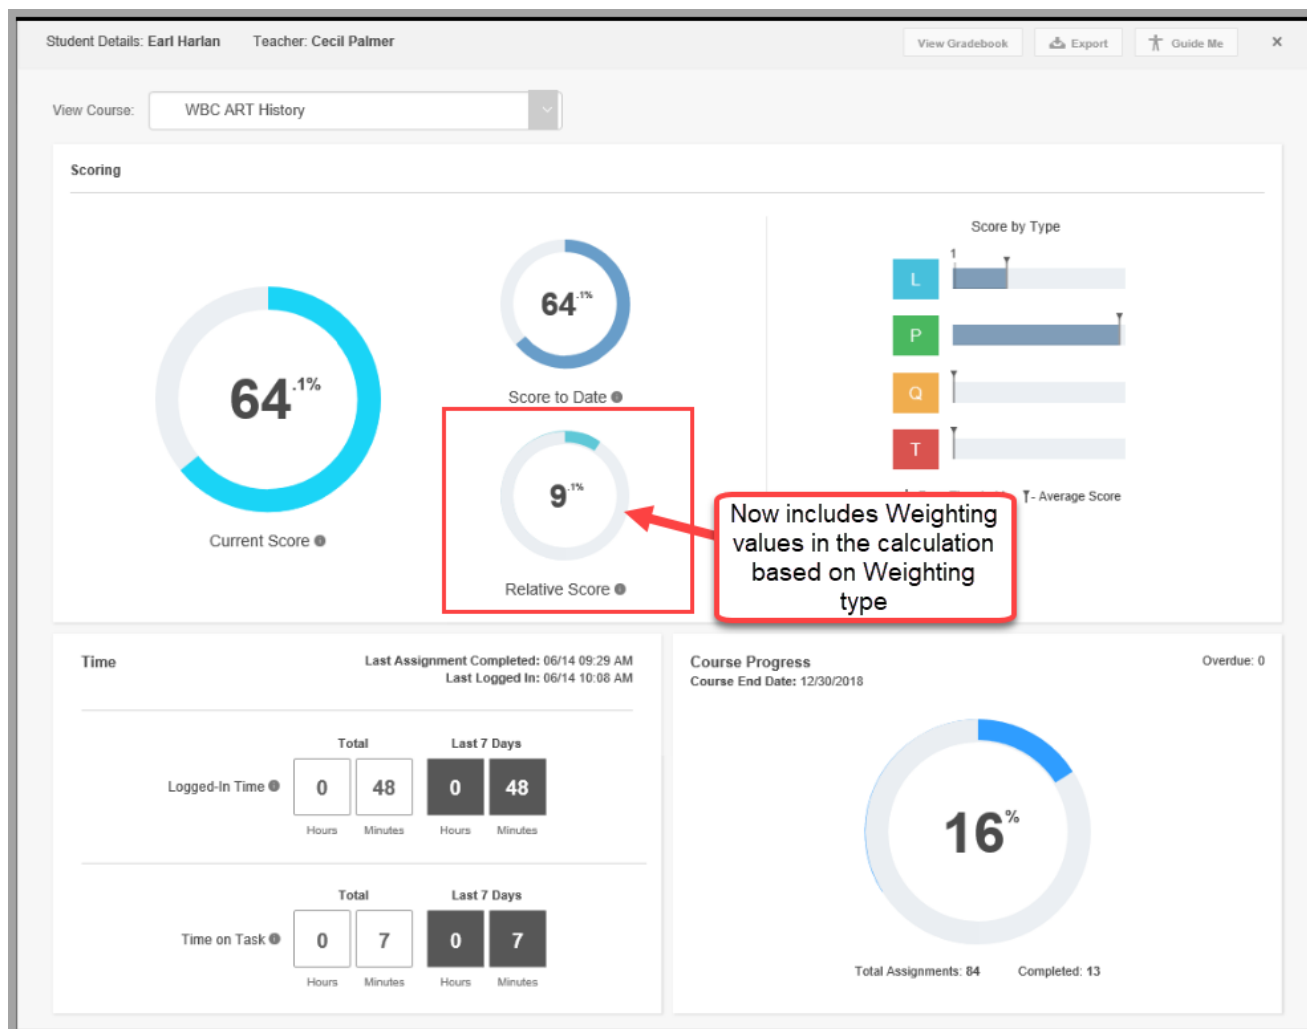 Student Details: Earl Harlan Teacher: Cecil Palmer View Gradebook Export Guide Me ×
View Course: WBC ART History
Scoring
Score by Type
1
L
P
Q
T
- Average Score
64.1%
Current Score
64.1%
Score to Date
9.1%
Relative Score
Now includes Weighting
values in the calculation
based on Weighting
type
Time
Last Assignment Completed: 06/14 09:29 AM
Last Logged In: 06/14 10:08 AM
Total Last 7 Days
Logged-In Time 0 48 0 48
Hours Minutes Hours Minutes
Total Last 7 Days
Time on Task 0 7 0 7
Hours Minutes Hours Minutes
Course Progress Overdue: 0
Course End Date: 12/30/2018
16%
Total Assignments: 84 Completed: 13